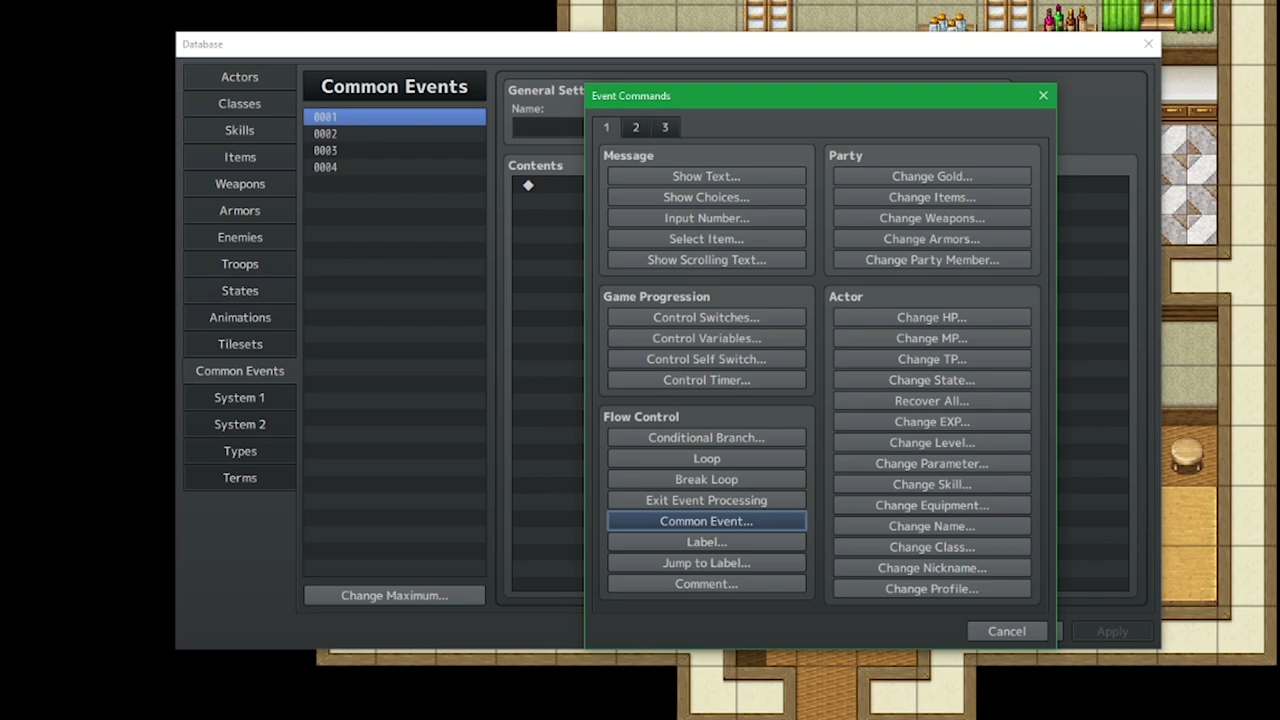 Database
Actors
Classes
Skills
Items
Weapons
Armors
Enemies
Troops
States
Animations
Tilesets
Common Events
System 1
System 2
Types
Terms
Common Events
0001
0002
0003
0004
Change Maximum...
General Sett
Name:
Contents
Event Commands
1 2 3
Message
Show Text...
Show Choices...
Input Number...
Select Item...
Show Scrolling Text...
Game Progression
Control Switches...
Control Variables...
Control Self Switch...
Control Timer...
Flow Control
Conditional Branch...
Loop
Break Loop
Exit Event Processing
Common Event...
Label...
Jump to Label...
Comment...
Party
Change Gold...
Change Items...
Change Weapons...
Change Armors...
Change Party Member...
Actor
Change HP...
Change MP...
Change TP...
Change State...
Recover All...
Change EXP...
Change Level...
Change Parameter...
Change Skill...
Change Equipment...
Change Name...
Change Class...
Change Nickname...
Change Profile...
Cancel
Apply